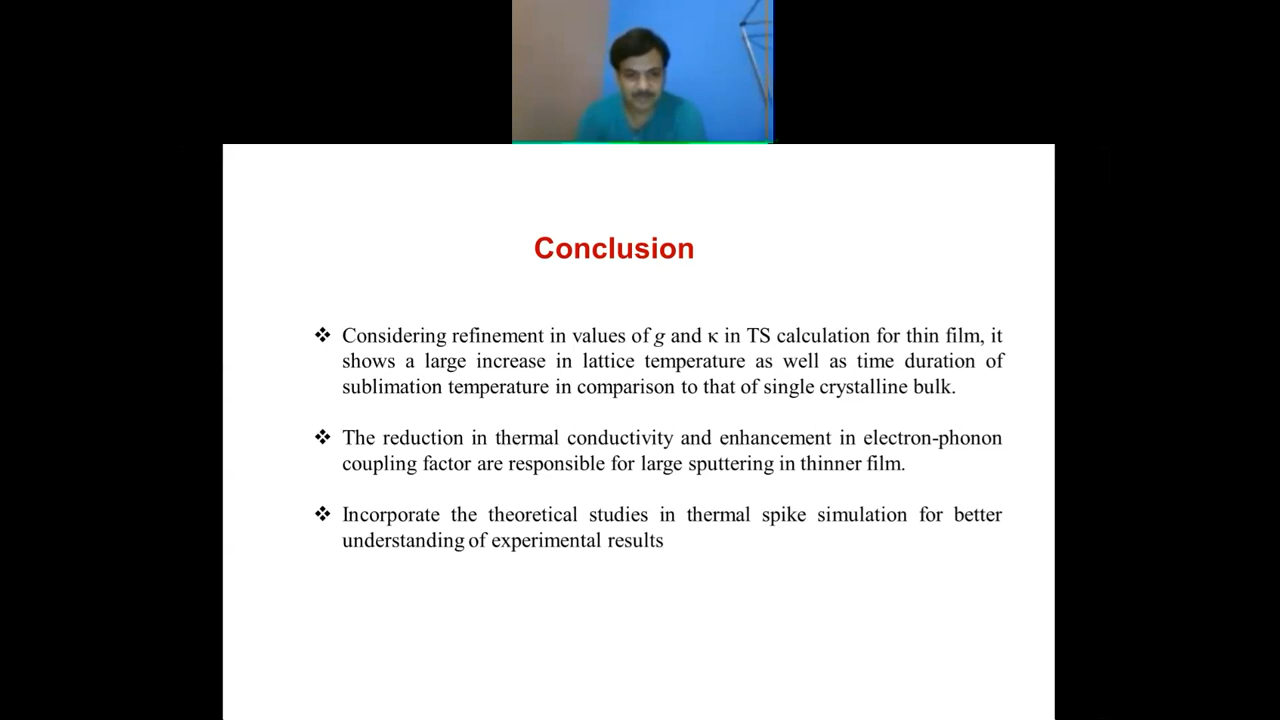 Conclusion
❖ Considering refinement in values of g and κ in TS calculation for thin film, it
shows a large increase in lattice temperature as well as time duration of
sublimation temperature in comparison to that of single crystalline bulk.
❖ The reduction in thermal conductivity and enhancement in electron-phonon
coupling factor are responsible for large sputtering in thinner film.
❖ Incorporate the theoretical studies in thermal spike simulation for better
understanding of experimental results